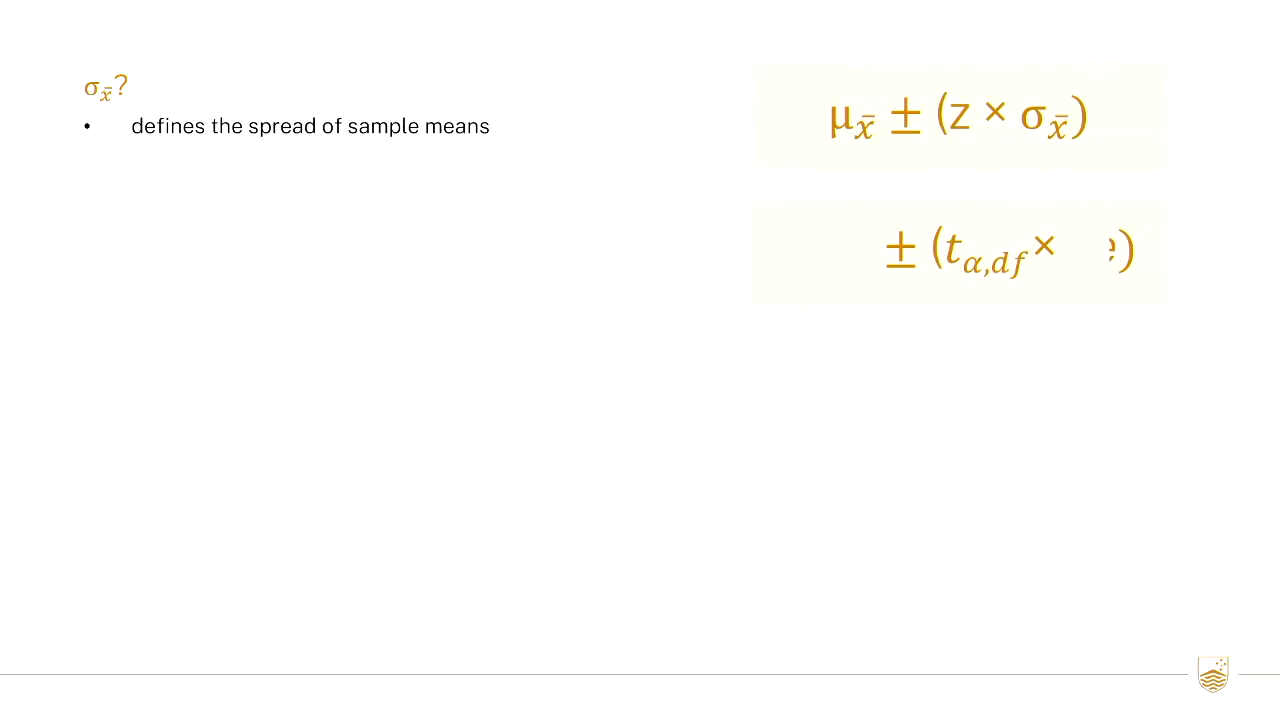 σx̄?
• defines the spread of sample means
μx̄ ± (z × σx̄)
± (tα,df × )